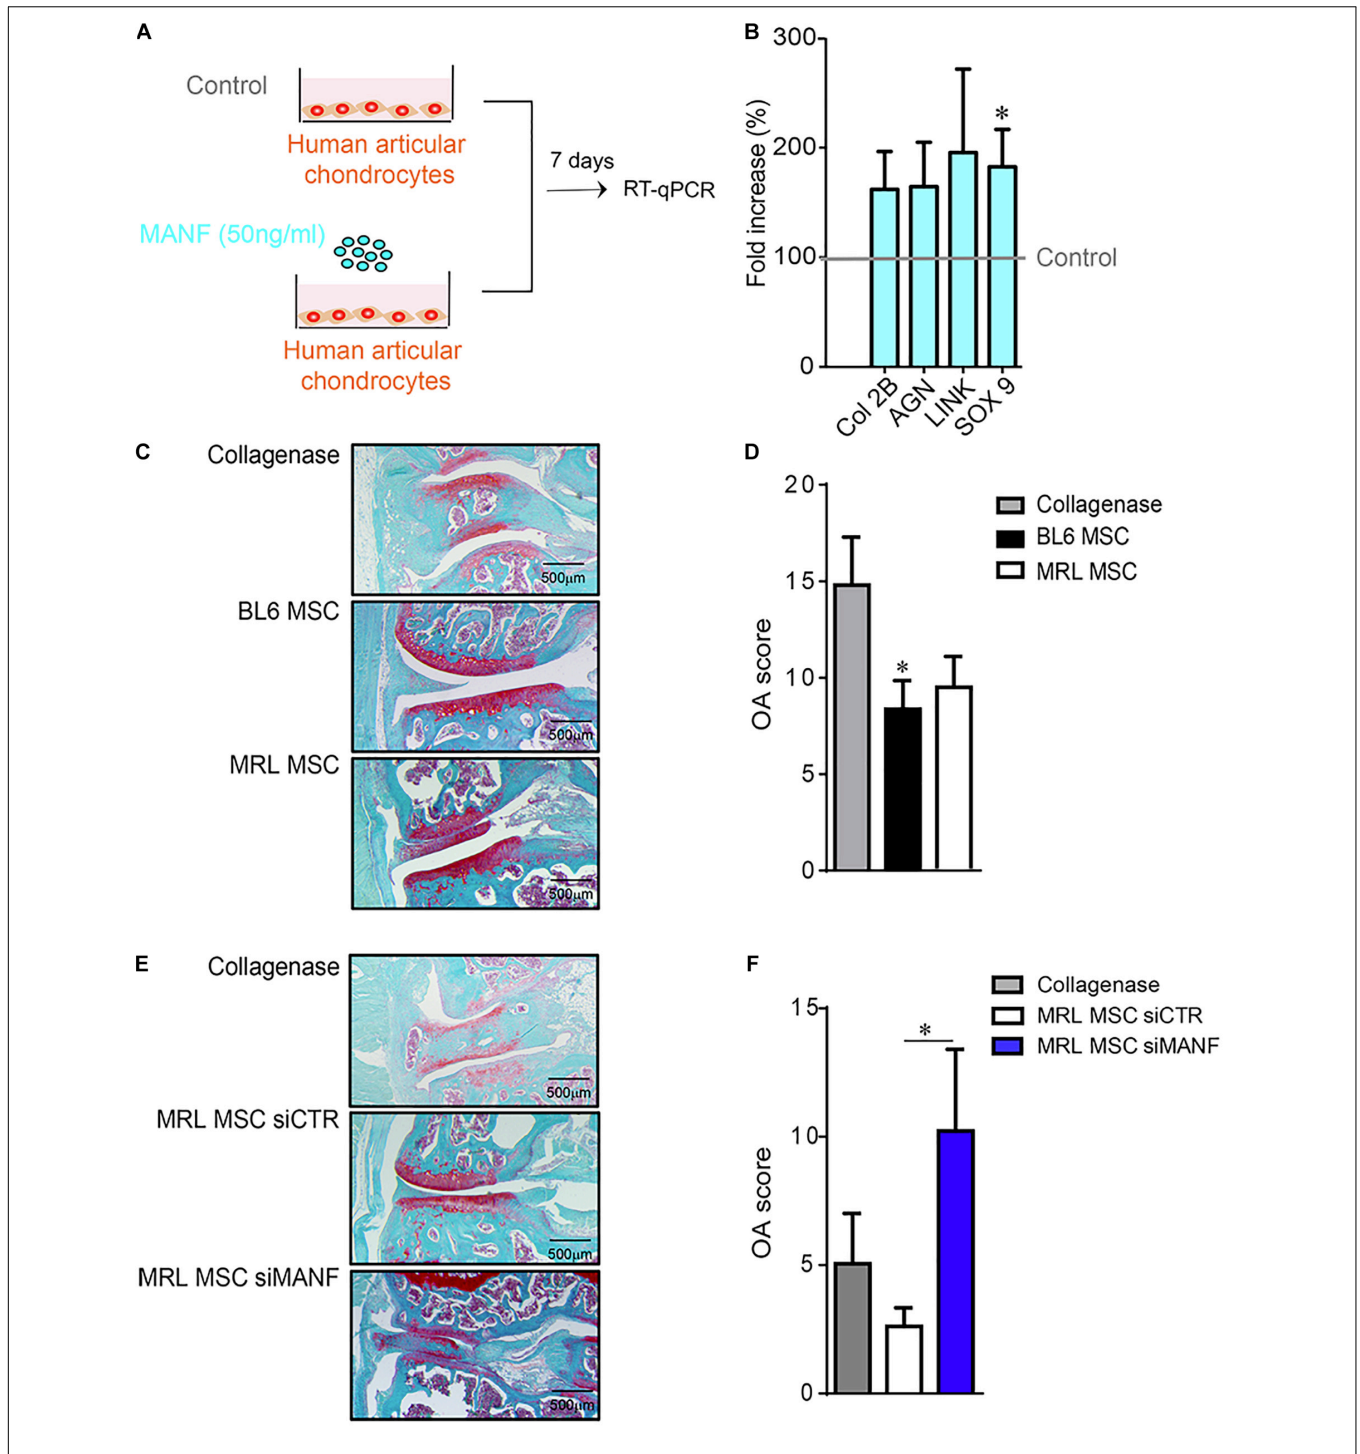 A
Control
Human articular
chondrocytes
MANF (50ng/ml)
Human articular
chondrocytes
7 days
RT-qPCR
B
Fold increase (%)
300
200
100
0
*
Control
Col 2B
AGN
LINK
SOX 9
C
Collagenase
500µm
BL6 MSC
500µm
MRL MSC
500µm
D
OA score
20
15
10
5
0
*
Collagenase
BL6 MSC
MRL MSC
E
Collagenase
500µm
MRL MSC siCTR
500µm
MRL MSC siMANF
500µm
F
OA score
15
10
5
0
*
Collagenase
MRL MSC siCTR
MRL MSC siMANF